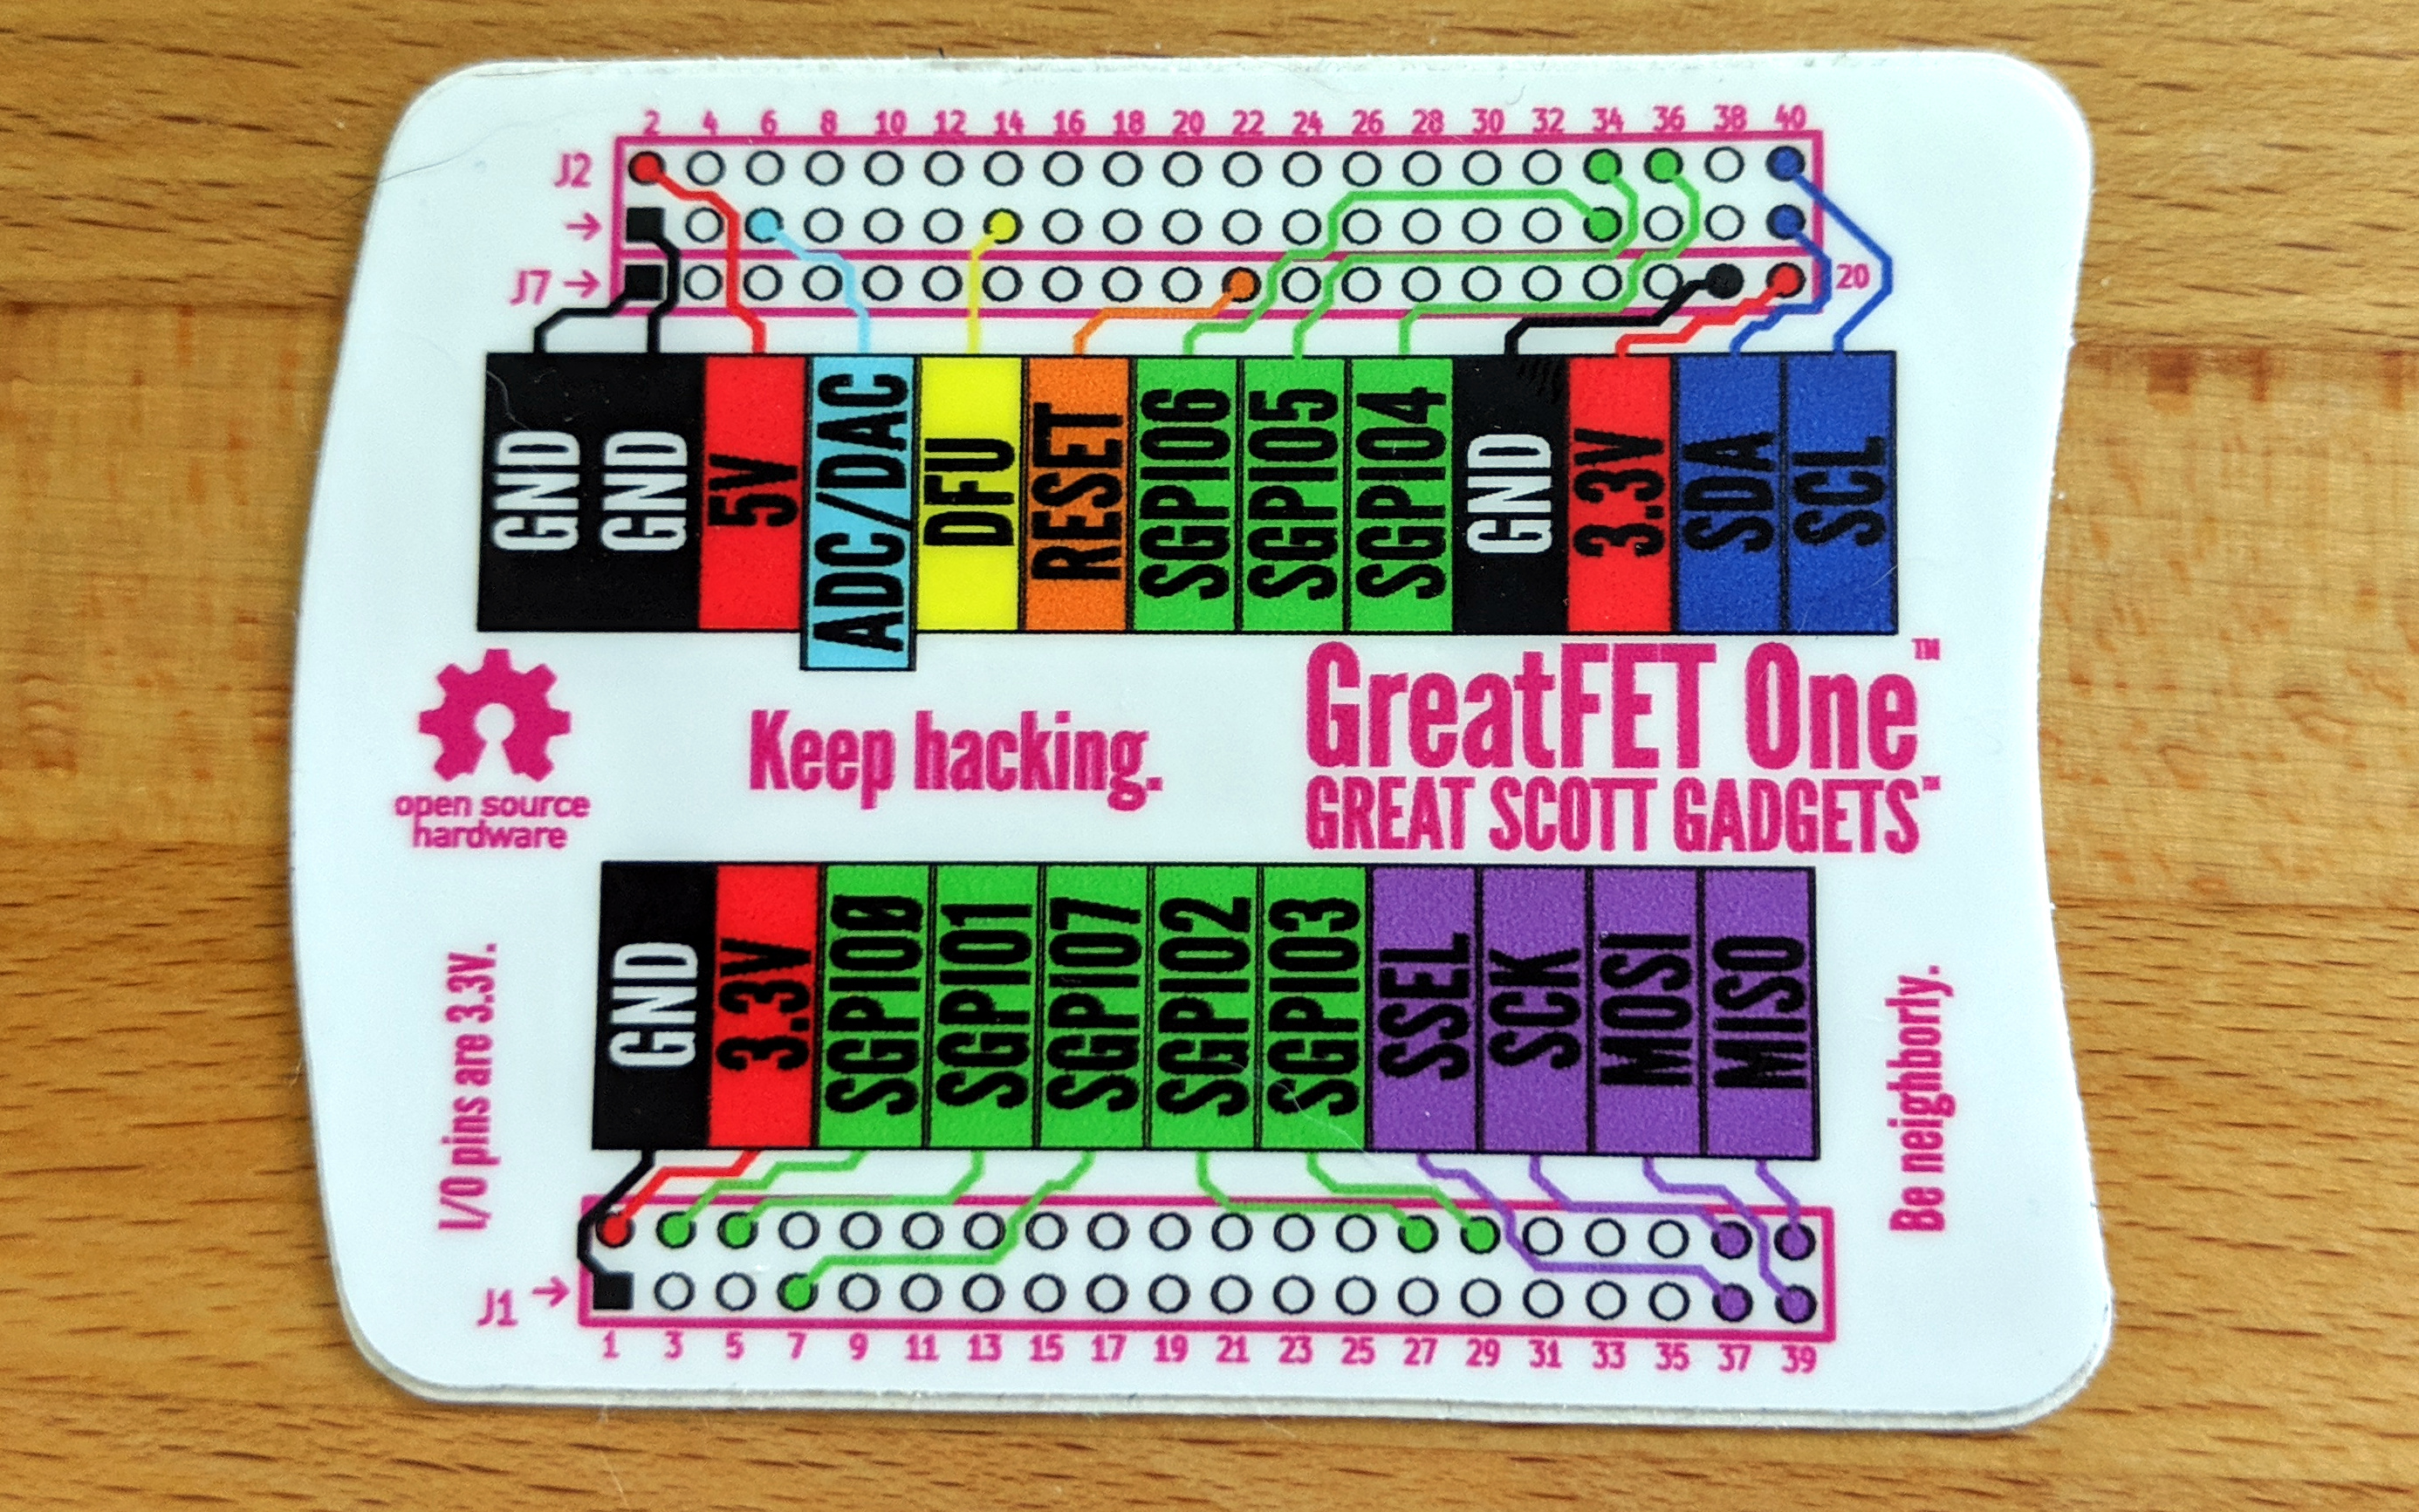 2 4 6 8 10 12 14 16 18 20 22 24 26 28 30 32 34 36 38 40
J2
J7
20
GND
GND
5V
ADC/DAC
DFU
RESET
SGPIO6
SGPIO5
SGPIO4
GND
3.3V
SDA
SCL
open source
hardware
Keep hacking.
GreatFET One™
GREAT SCOTT GADGETS™
I/O pins are 3.3V.
GND
3.3V
SGPIO0
SGPIO1
SGPIO7
SGPIO2
SGPIO3
SSEL
SCK
MOSI
MISO
Be neighborly.
J1
1 3 5 7 9 11 13 15 17 19 21 23 25 27 29 31 33 35 37 39